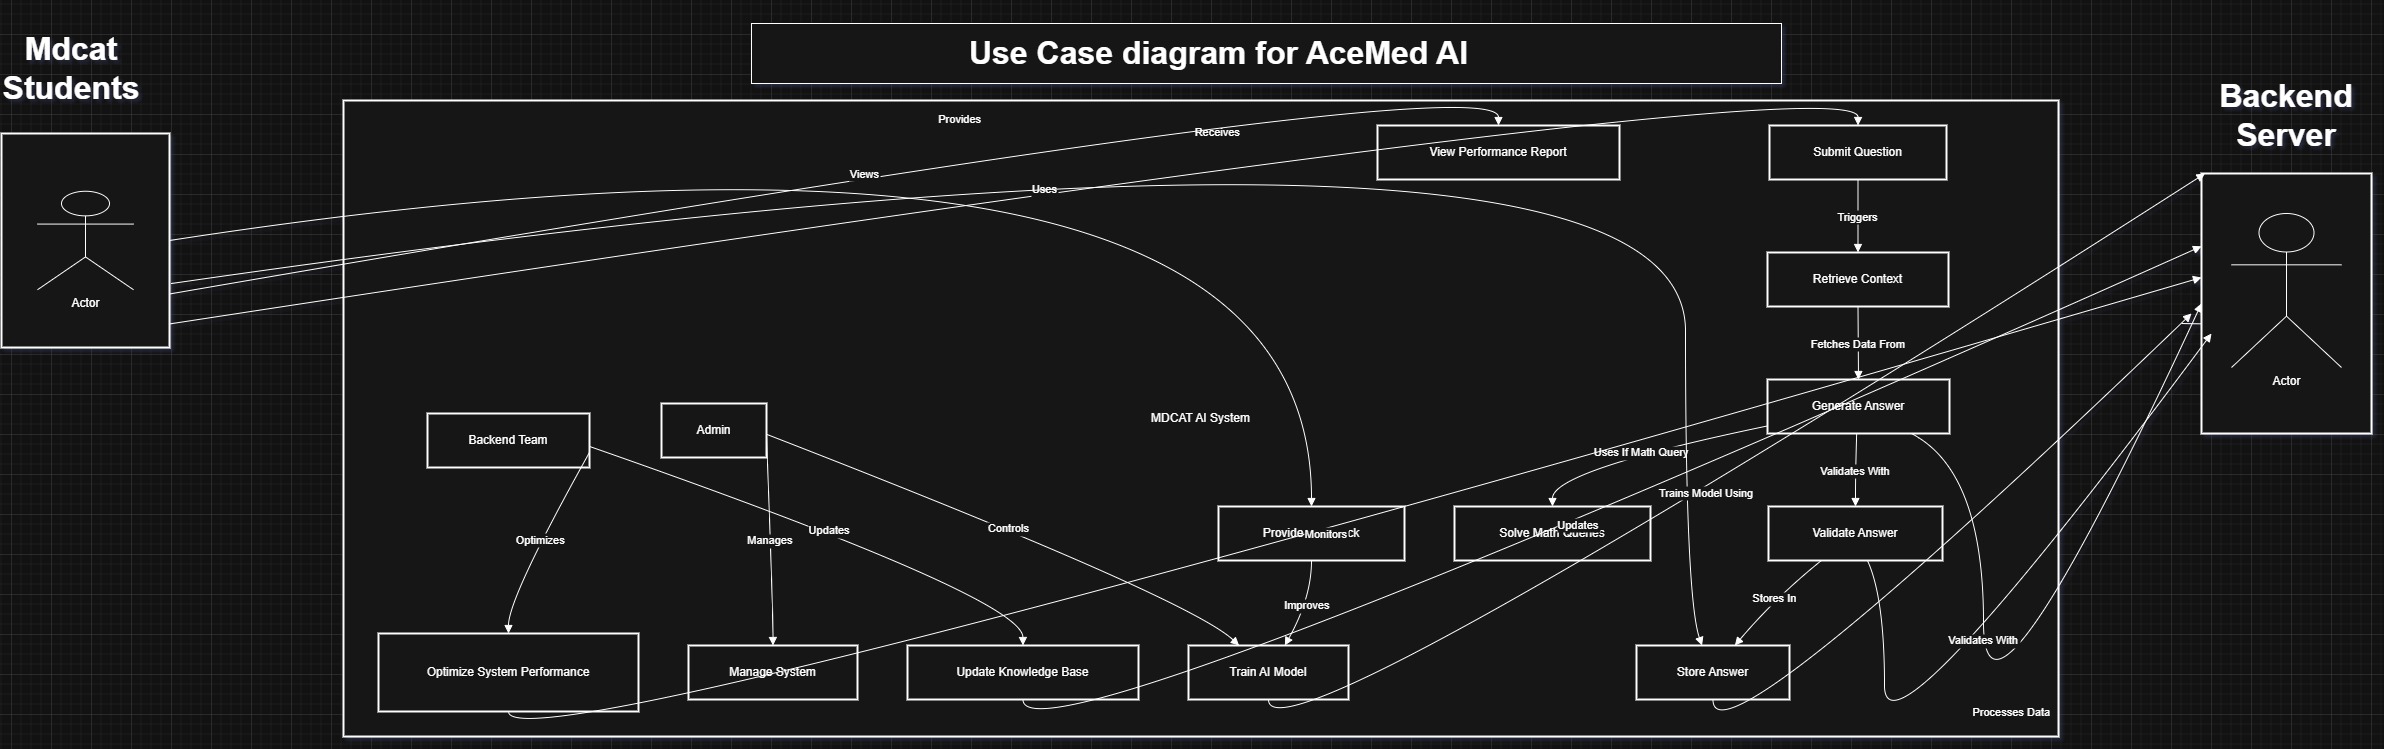 Use Case diagram for AceMed AI
Mdcat
Students
Backend
Server
Provides
Receives
View Performance Report
Submit Question
Views
Uses
Triggers
Actor
Retrieve Context
Fetches Data From
Actor
Generate Answer
MDCAT AI System
Backend Team
Admin
Uses If Math Query
Validates With
Trains Model Using
Optimizes
Manages
Updates
Controls
Provide
Monitors
ck
Solve Math Queries
Updates
Validate Answer
Improves
Stores In
Validates With
Optimize System Performance
Manage System
Update Knowledge Base
Train AI Model
Store Answer
Processes Data